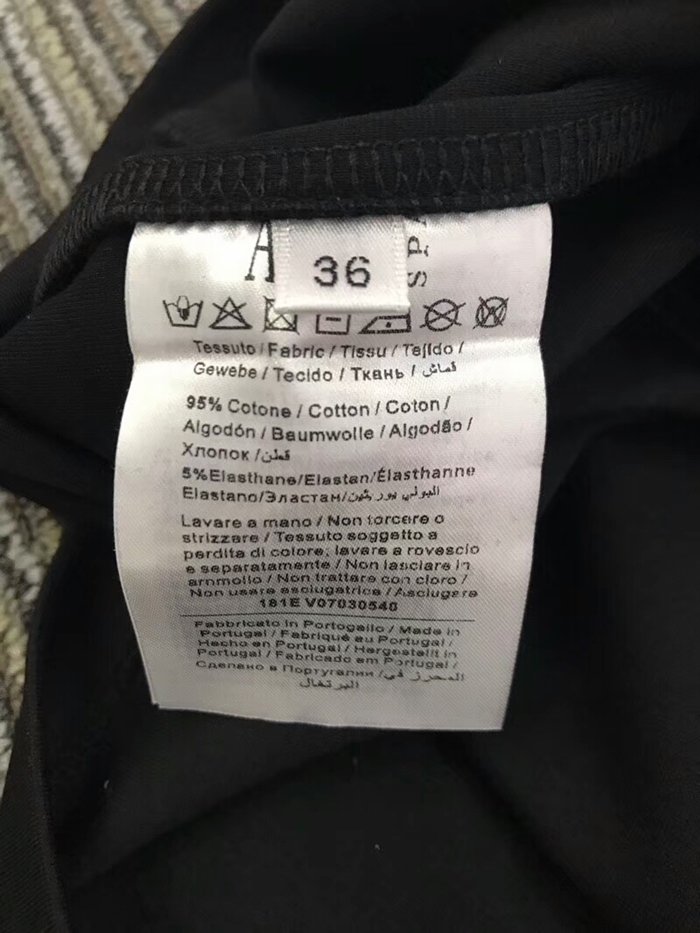 A
36
SPA
Tessuto / Fabric / Tissu / Tejido /
Gewebe / Tecido / Ткань / قماش
95% Cotone / Cotton / Coton /
Algodón / Baumwolle / Algodão /
Хлопок / قطن
5%Elasthane/Elastan/Élasthanne
Elastano/Эластан/
Lavare a mano / Non torcere o
strizzare / Tessuto soggetto a
perdita di colore; lavare a rovescio
e separatamente / Non lasciare in
ammollo / Non trattare con cloro /
Non usare asciugatrice / Asciugare
181E V07030540
Fabbricato in Portogallo / Made in
Portugal / Fabriqué au Portugal /
Hecho en Portugal / Hergestellt in
Portugal / Fabricado em Portugal /
Сделано в Португалии / في
البرتغال